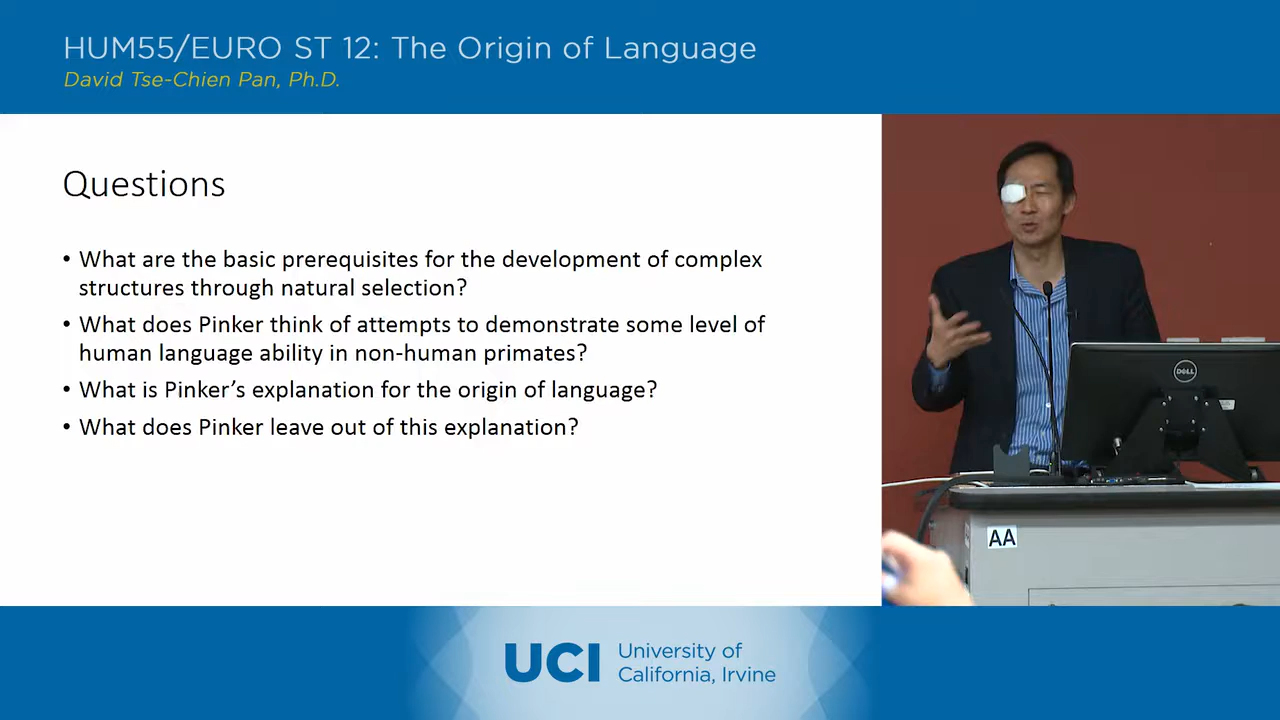 HUM55/EURO ST 12: The Origin of Language
David Tse-Chien Pan, Ph.D.
Questions
• What are the basic prerequisites for the development of complex
structures through natural selection?
• What does Pinker think of attempts to demonstrate some level of
human language ability in non-human primates?
• What is Pinker’s explanation for the origin of language?
• What does Pinker leave out of this explanation?
DELL
AA
UCI
University of
California, Irvine